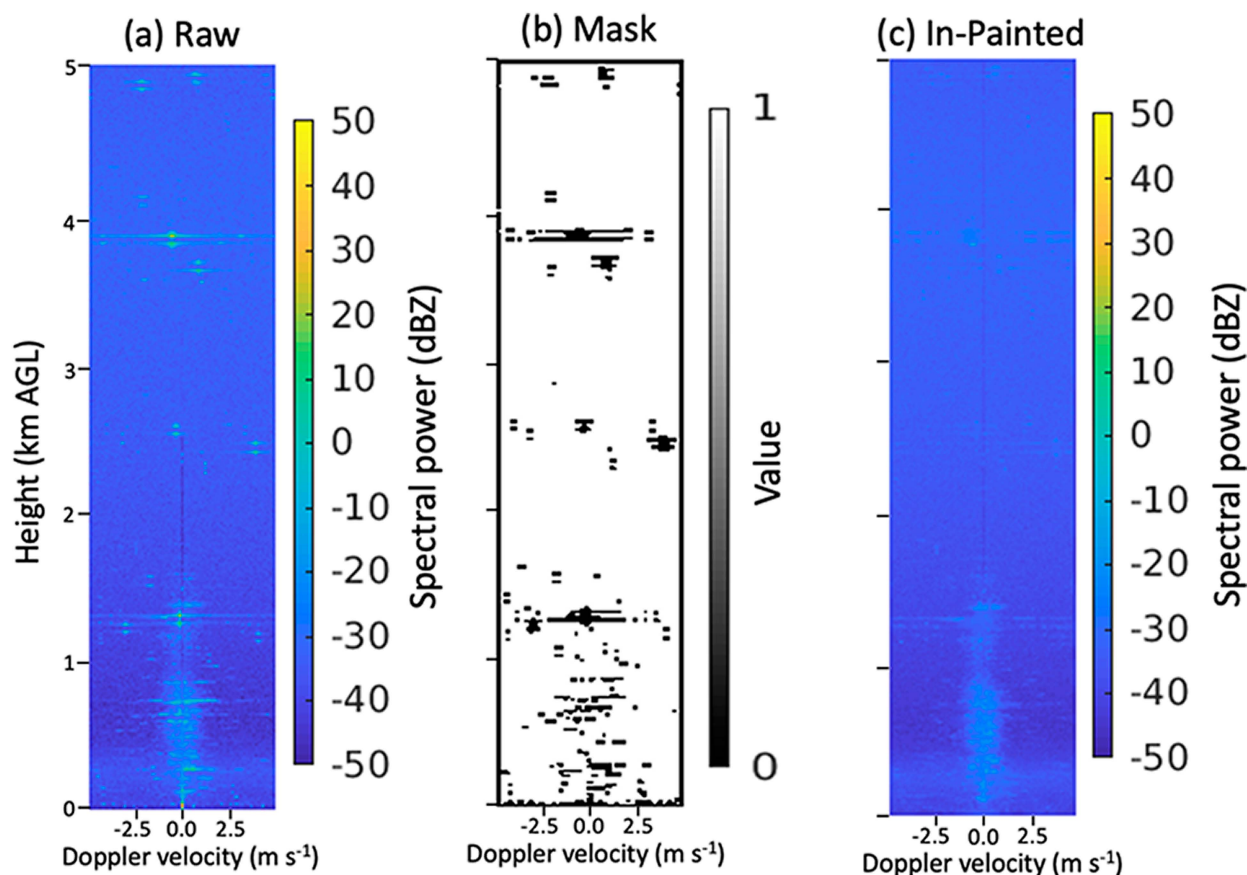 (a) Raw
(b) Mask
(c) In-Painted
5
4
3
2
1
0
Height (km AGL)
-2.5 0.0 2.5
Doppler velocity (m s-1)
50
40
30
20
10
0
-10
-20
-30
-40
-50
Spectral power (dBZ)
-2.5 0.0 2.5
Doppler velocity (m s-1)
1
0
Value
-2.5 0.0 2.5
Doppler velocity (m s-1)
50
40
30
20
10
0
-10
-20
-30
-40
-50
Spectral power (dBZ)